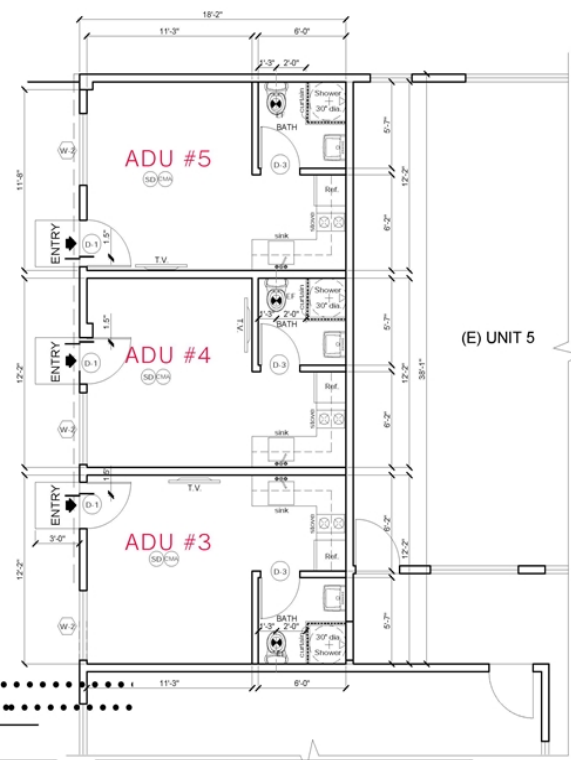 18'-2"
11'-3" 6'-0"
1'-3" 2'-0"
curtain Shower 30" dia.
EF
BATH
5'-7"
W-2
ADU #5
SD CMA
D-3
12'-2"
11'-8"
Ref.
stove
6'-2"
sink
ENTRY
D-1
1.5"
T.V.
EF
1'-3" 2'-0"
curtain Shower 30" dia.
BATH
5'-7"
1.5"
T.V.
(E) UNIT 5
ENTRY
D-1
ADU #4
SD CMA
D-3
12'-2"
38'-1"
12'-2"
Ref.
stove
6'-2"
W-2
sink
1.5"
T.V.
sink
ENTRY
D-1
stove
6'-2"
3'-0"
ADU #3
SD CMA
Ref.
12'-2"
D-3
12'-2"
BATH
1'-3" 2'-0"
5'-7"
W-2
curtain 30" dia. Shower
11'-3" 6'-0"